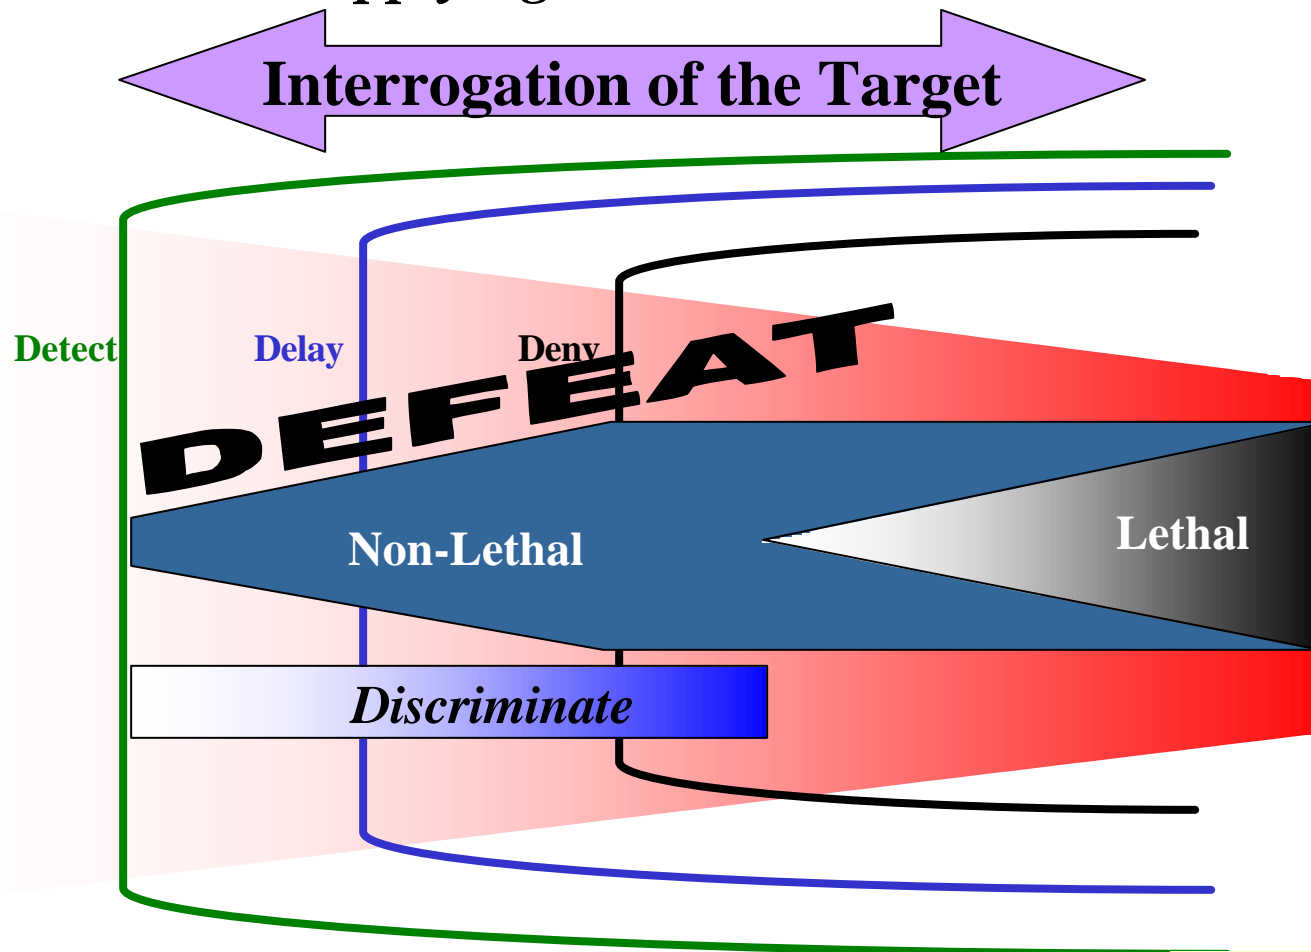 Interrogation of the Target
Detect
Delay
Deny
DEFEAT
Non-Lethal
Lethal
Discriminate